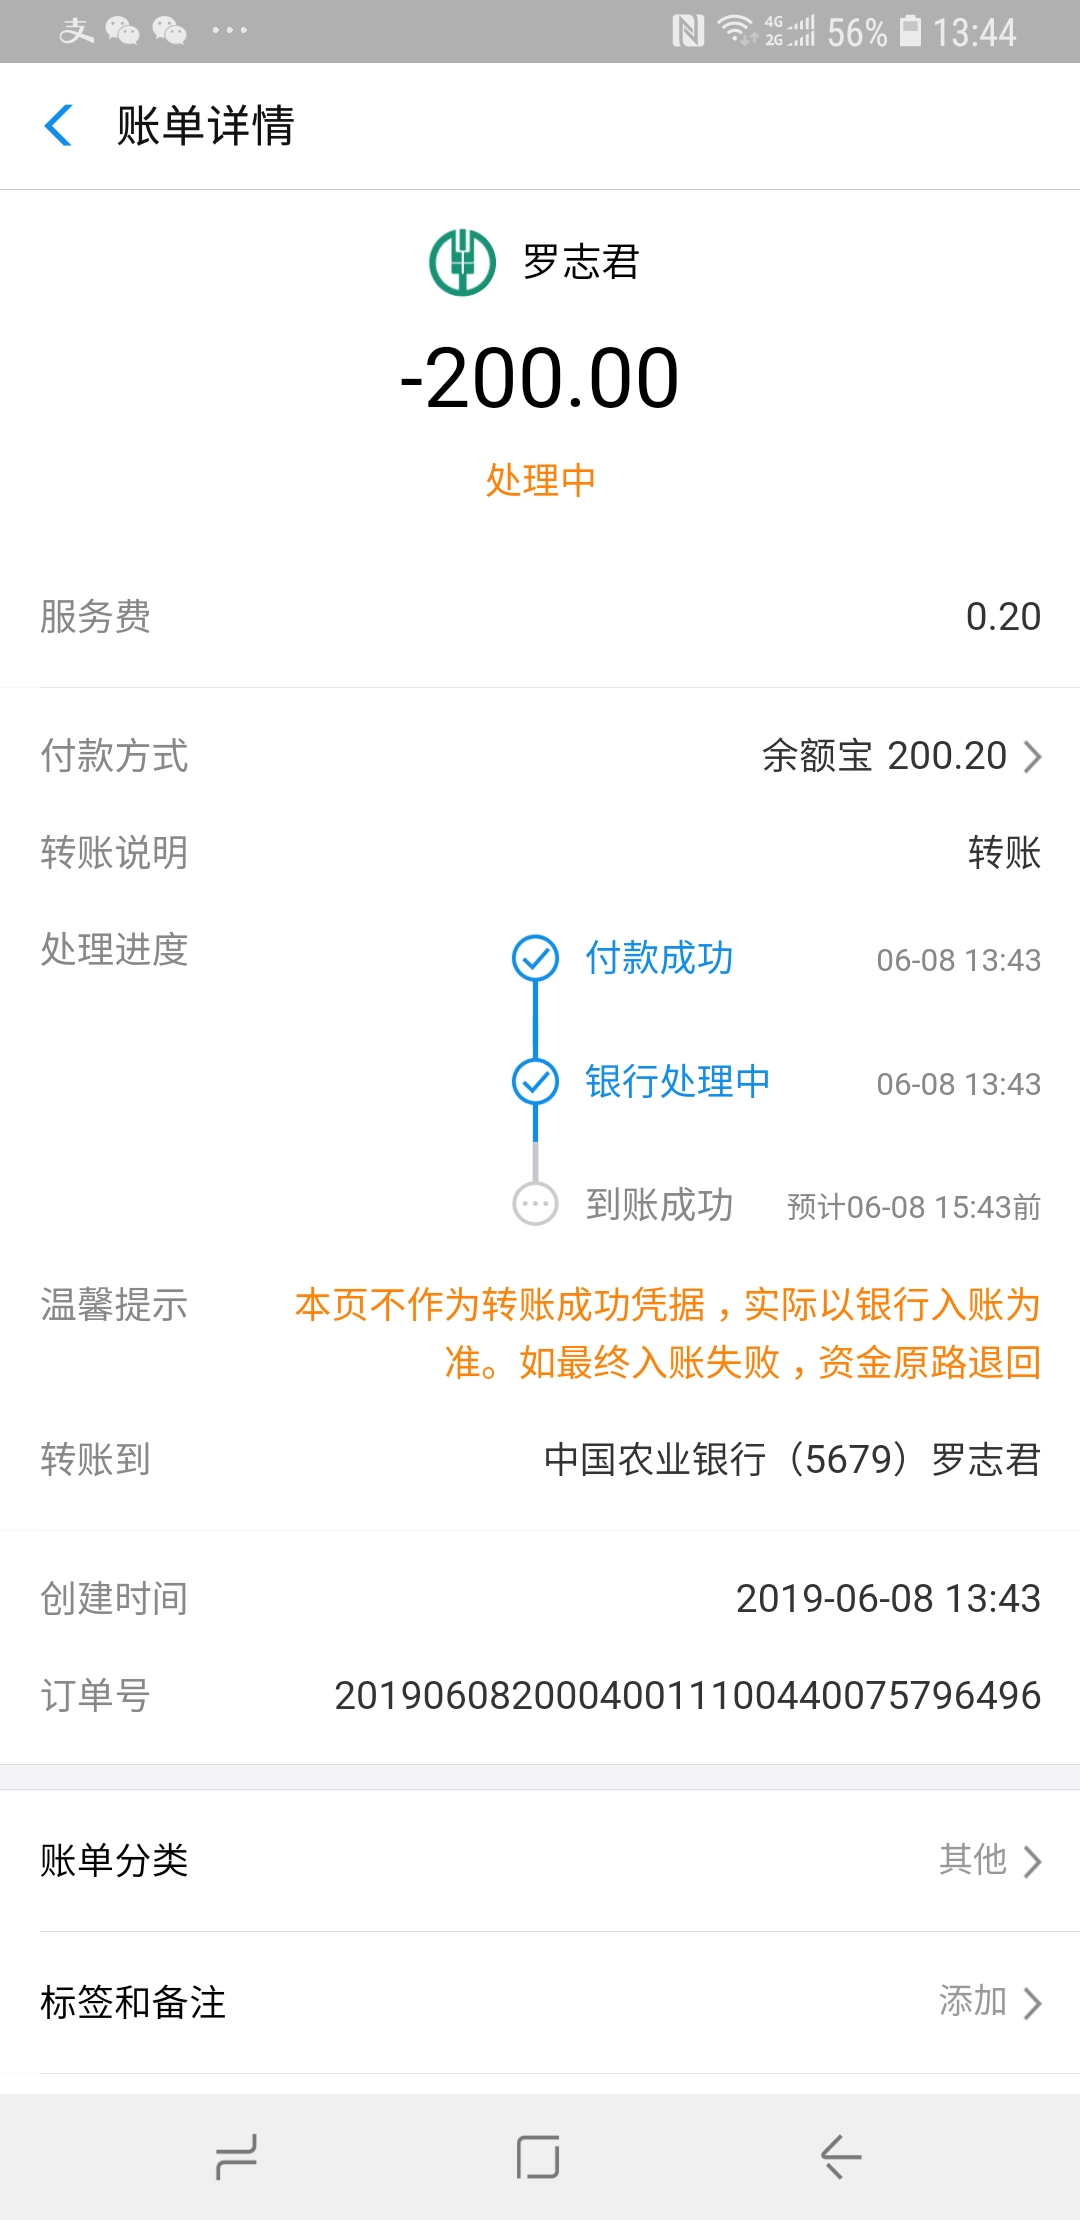 支 4G 2G 56% 13:44
账单详情
罗志君
-200.00
处理中
服务费 0.20
付款方式 余额宝 200.20
转账说明 转账
处理进度 付款成功 06-08 13:43
银行处理中 06-08 13:43
到账成功 预计06-08 15:43前
温馨提示 本页不作为转账成功凭据，实际以银行入账为
准。如最终入账失败，资金原路退回
转账到 中国农业银行（5679）罗志君
创建时间 2019-06-08 13:43
订单号 20190608200040011100440075796496
账单分类 其他
标签和备注 添加